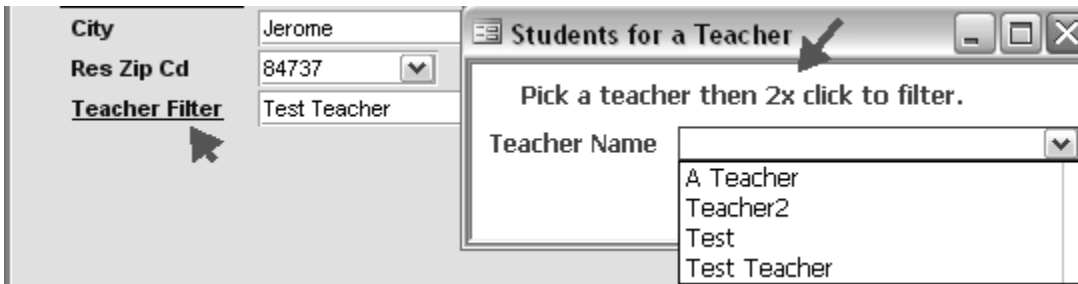 City
Jerome
Res Zip Cd
84737
Teacher Filter
Test Teacher
Students for a Teacher
Pick a teacher then 2x click to filter.
Teacher Name
A Teacher
Teacher2
Test
Test Teacher